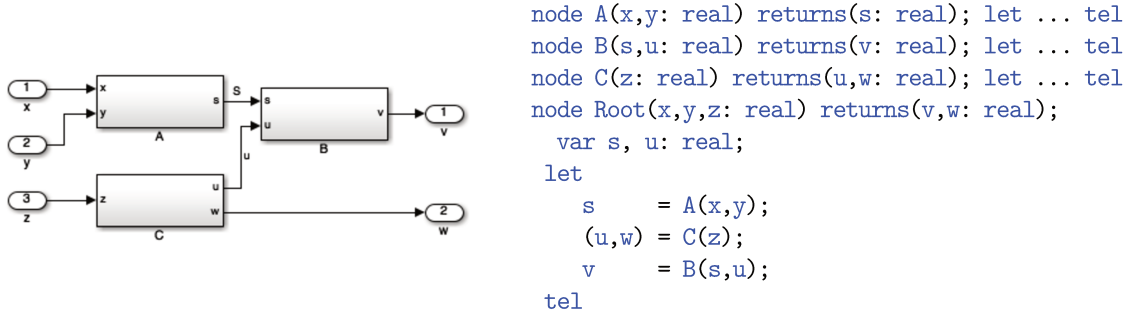 1
x
2
y
3
z
x
y
s
A
S
z
u
w
C
u
s
u
v
B
1
v
2
w
node A(x,y: real) returns(s: real); let ... tel
node B(s,u: real) returns(v: real); let ... tel
node C(z: real) returns(u,w: real); let ... tel
node Root(x,y,z: real) returns(v,w: real);
var s, u: real;
let
s = A(x,y);
(u,w) = C(z);
v = B(s,u);
tel